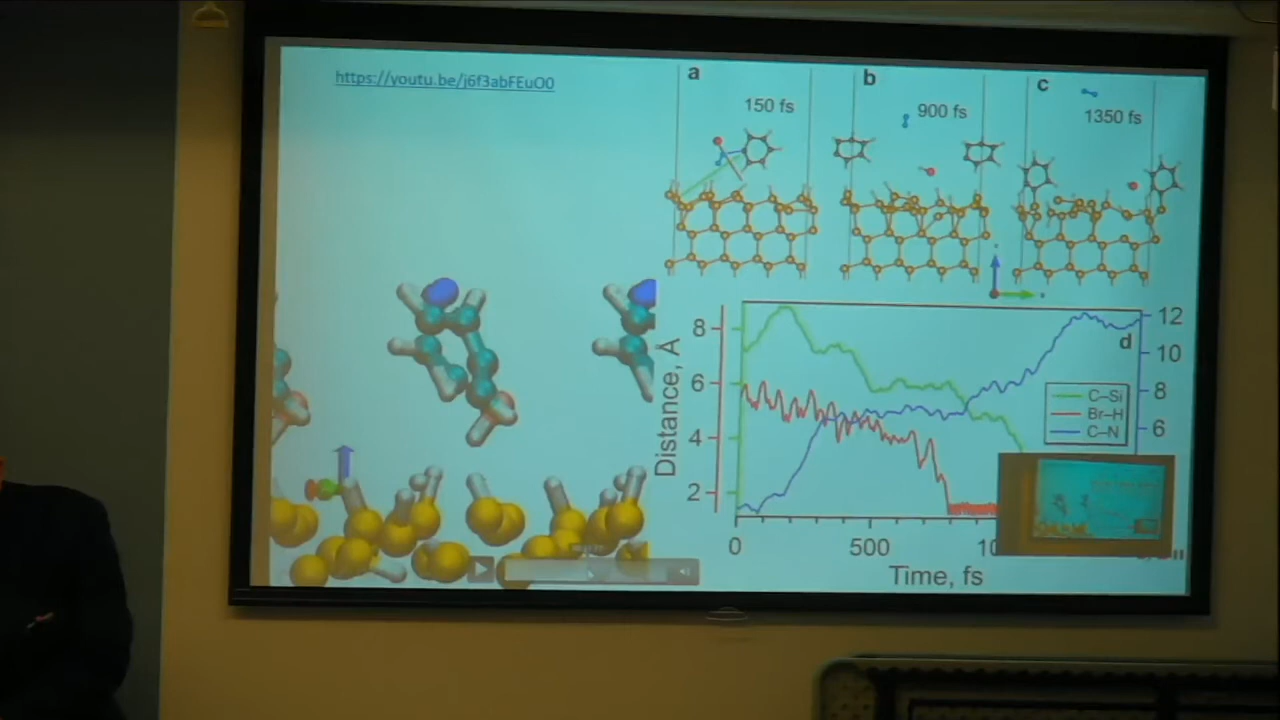 https://youtu.be/j6f3abFEuO0
a
150 fs
b
900 fs
c
1350 fs
d
Distance, Å
8
6
4
2
12
10
8
6
C–Si
Br–H
C–N
0
500
Time, fs